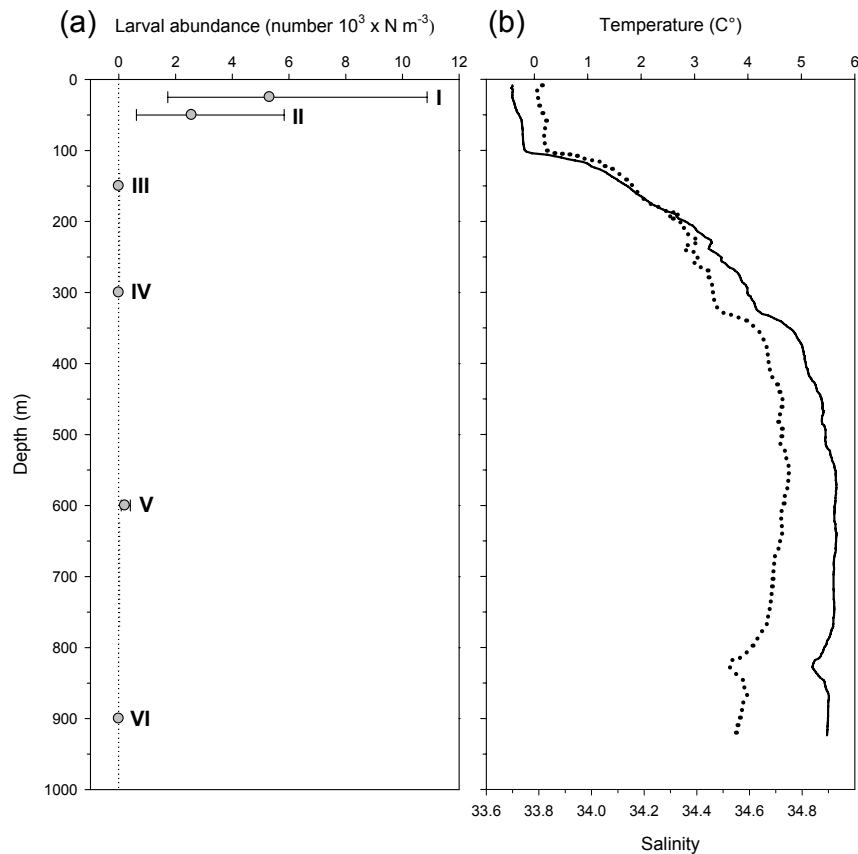 (a) Larval abundance (number 10³ x N m⁻³)
0 2 4 6 8 10 12
0
100
200
300
400
500
600
700
800
900
1000
Depth (m)
I
II
III
IV
V
VI
(b) Temperature (C°)
0 1 2 3 4 5 6
33.6 33.8 34.0 34.2 34.4 34.6 34.8
Salinity